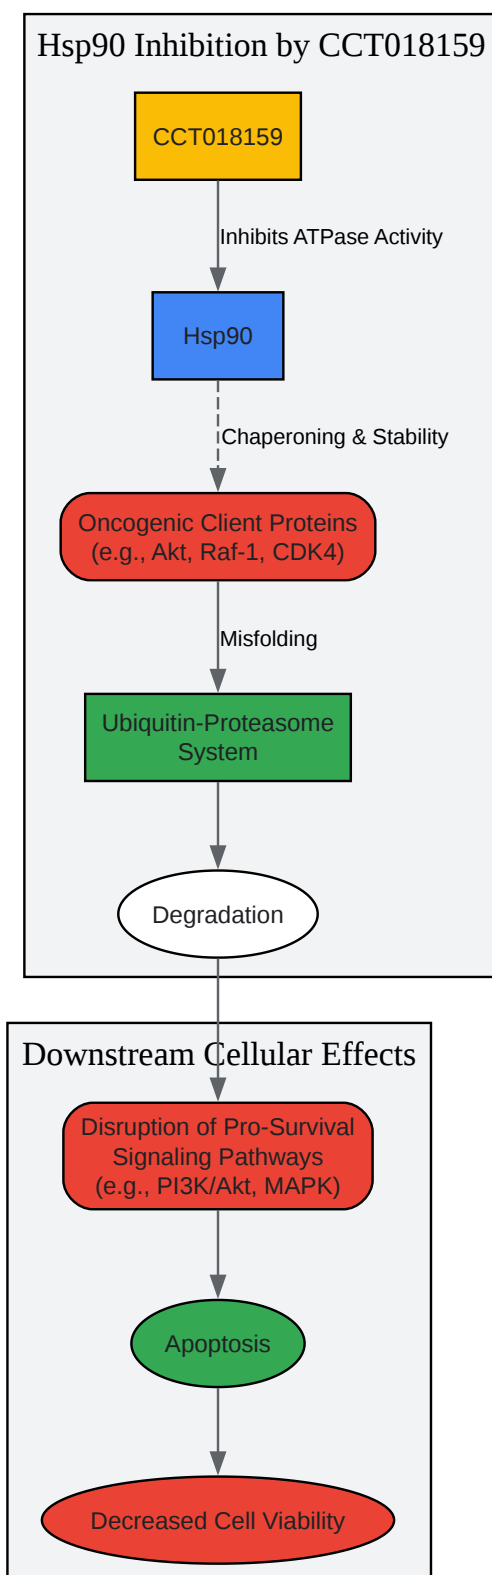 Hsp90 Inhibition by CCT018159
CCT018159
Inhibits ATPase Activity
Hsp90
Chaperoning & Stability
Oncogenic Client Proteins
(e.g., Akt, Raf-1, CDK4)
Misfolding
Ubiquitin-Proteasome
System
Degradation
Downstream Cellular Effects
Disruption of Pro-Survival
Signaling Pathways
(e.g., PI3K/Akt, MAPK)
Apoptosis
Decreased Cell Viability